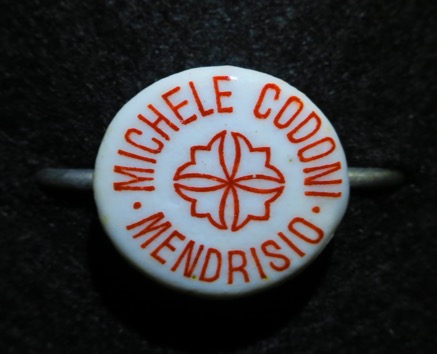 MICHELE CODONI
· MENDRISIO ·